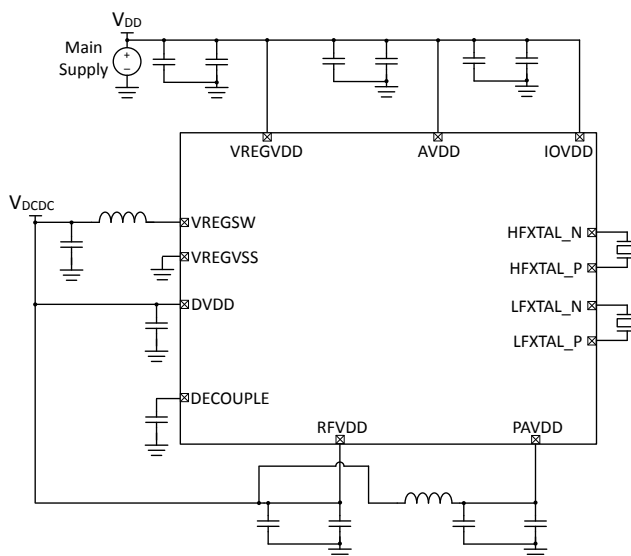 VDD
Main
Supply
VREGVDD
AVDD
IOVDD
VDCDC
VREGSW
HFXTAL_N
VREGVSS
HFXTAL_P
DVDD
LFXTAL_N
LFXTAL_P
DECOUPLE
RFVDD
PAVDD